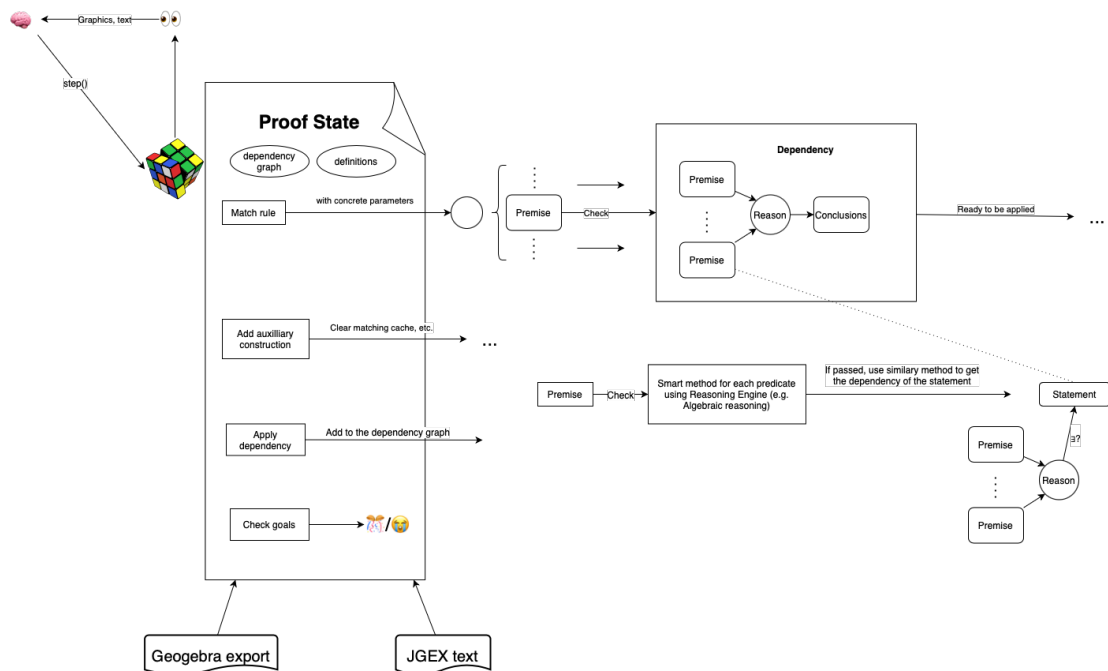 Graphics, text
step()
Proof State
dependency
graph
definitions
Match rule
with concrete parameters
Premise
Check
Dependency
Premise
Premise
Reason
Conclusions
Ready to be applied
...
Add auxilliary
construction
Clear matching cache, etc.
...
Premise
Check
Smart method for each predicate
using Reasoning Engine (e.g.
Algebraic reasoning)
If passed, use similary method to get
the dependency of the statement
Statement
∃?
Premise
Reason
Premise
Apply
dependency
Add to the dependency graph
Check goals
/
Geogebra export
JGEX text